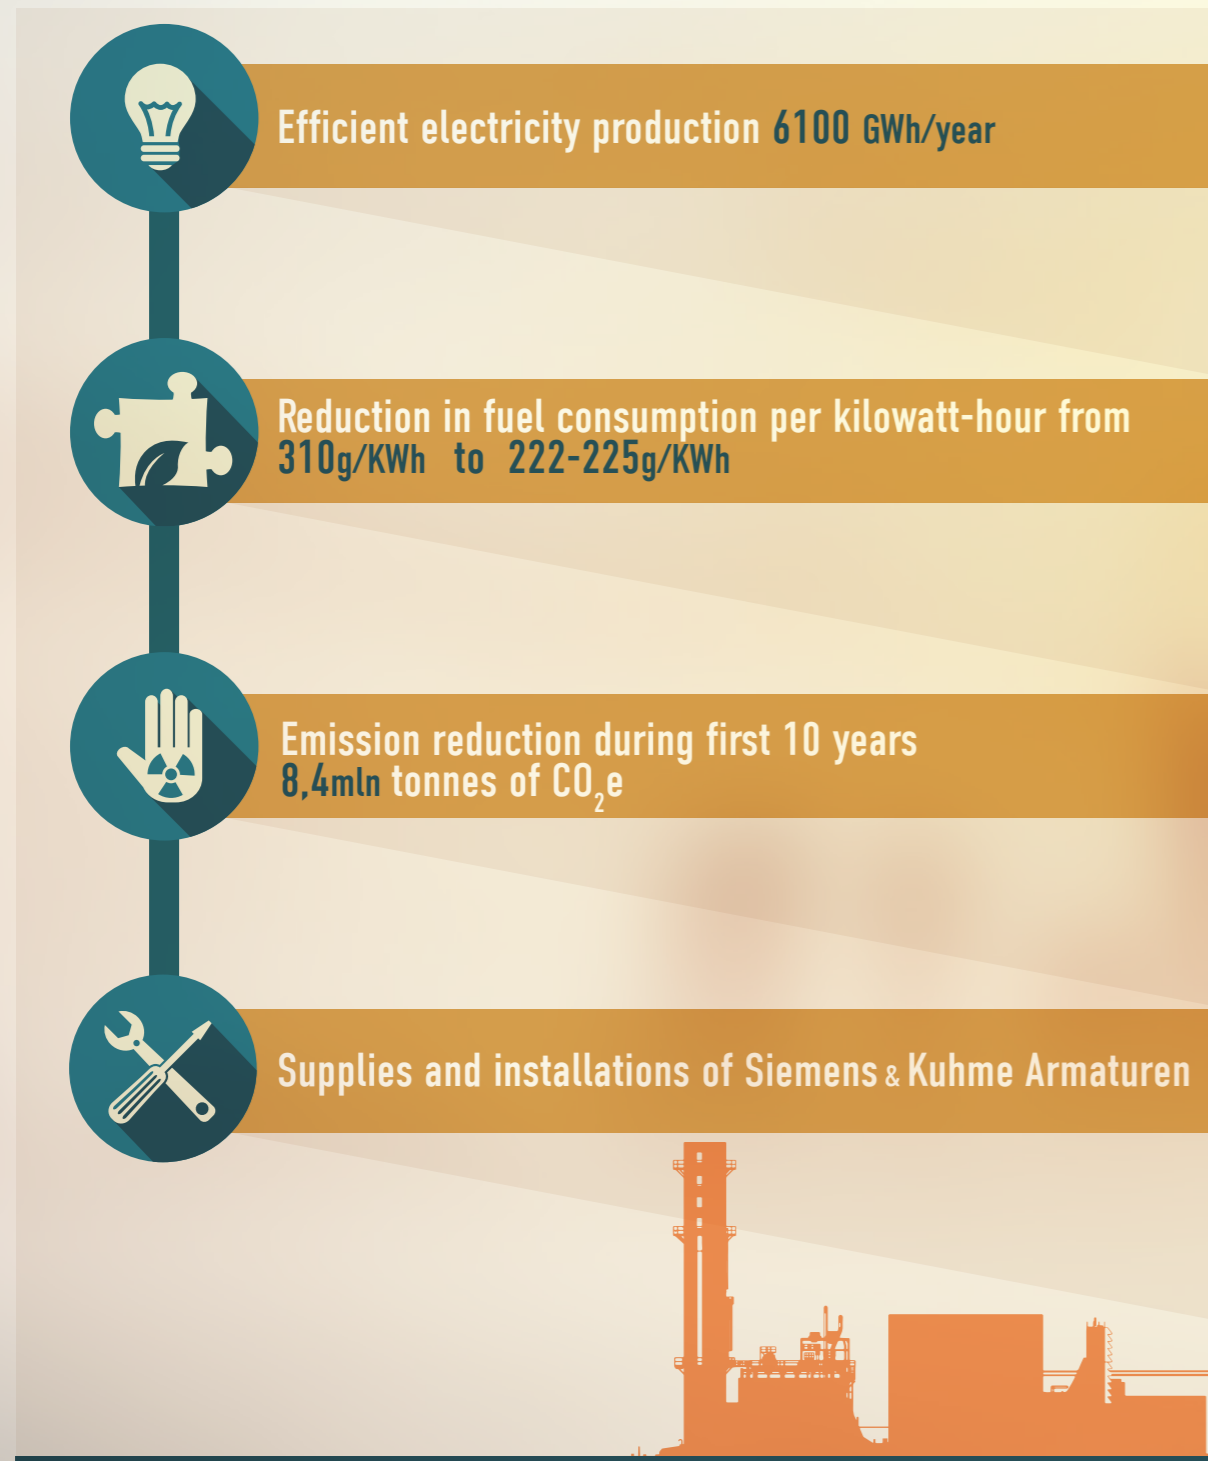 Efficient electricity production 6100 GWh/year
Reduction in fuel consumption per kilowatt-hour from
310g/KWh to 222-225g/KWh
Emission reduction during first 10 years
8,4mln tonnes of CO₂e
Supplies and installations of Siemens & Kuhme Armaturen